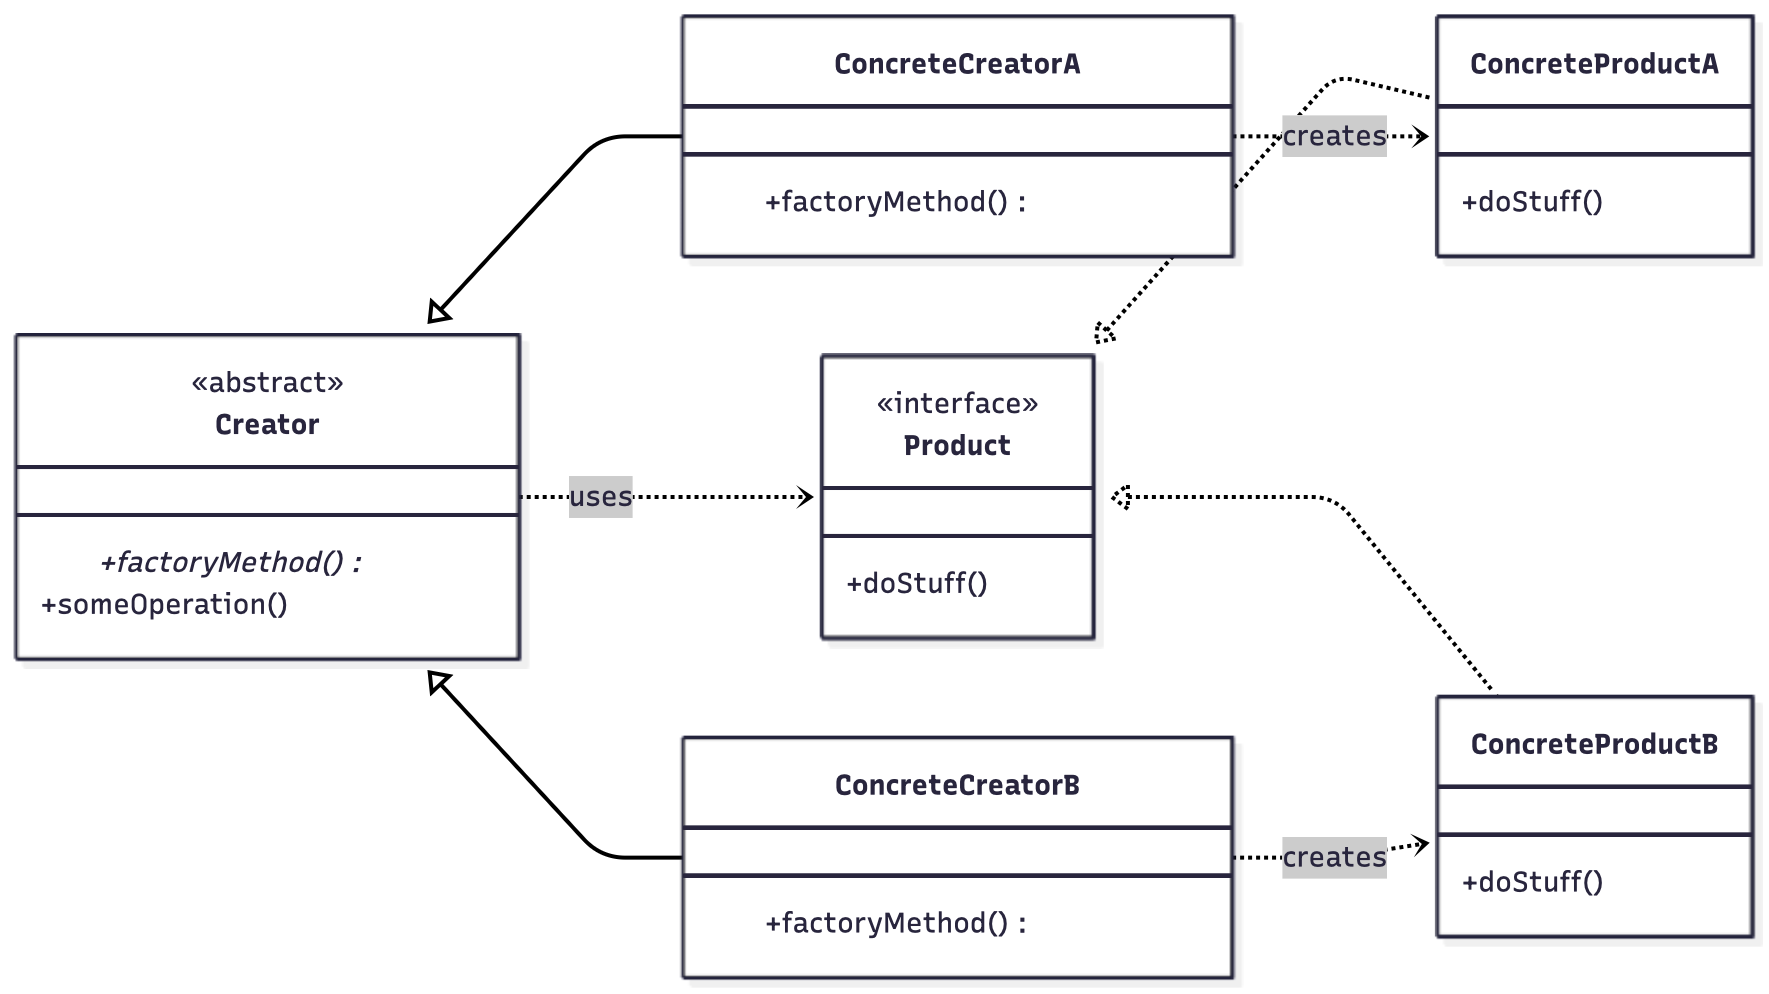 ConcreteCreatorA
+factoryMethod() :
creates
ConcreteProductA
+doStuff()
«abstract»
Creator
+factoryMethod() :
+someOperation()
uses
«interface»
Product
+doStuff()
ConcreteCreatorB
+factoryMethod() :
creates
ConcreteProductB
+doStuff()